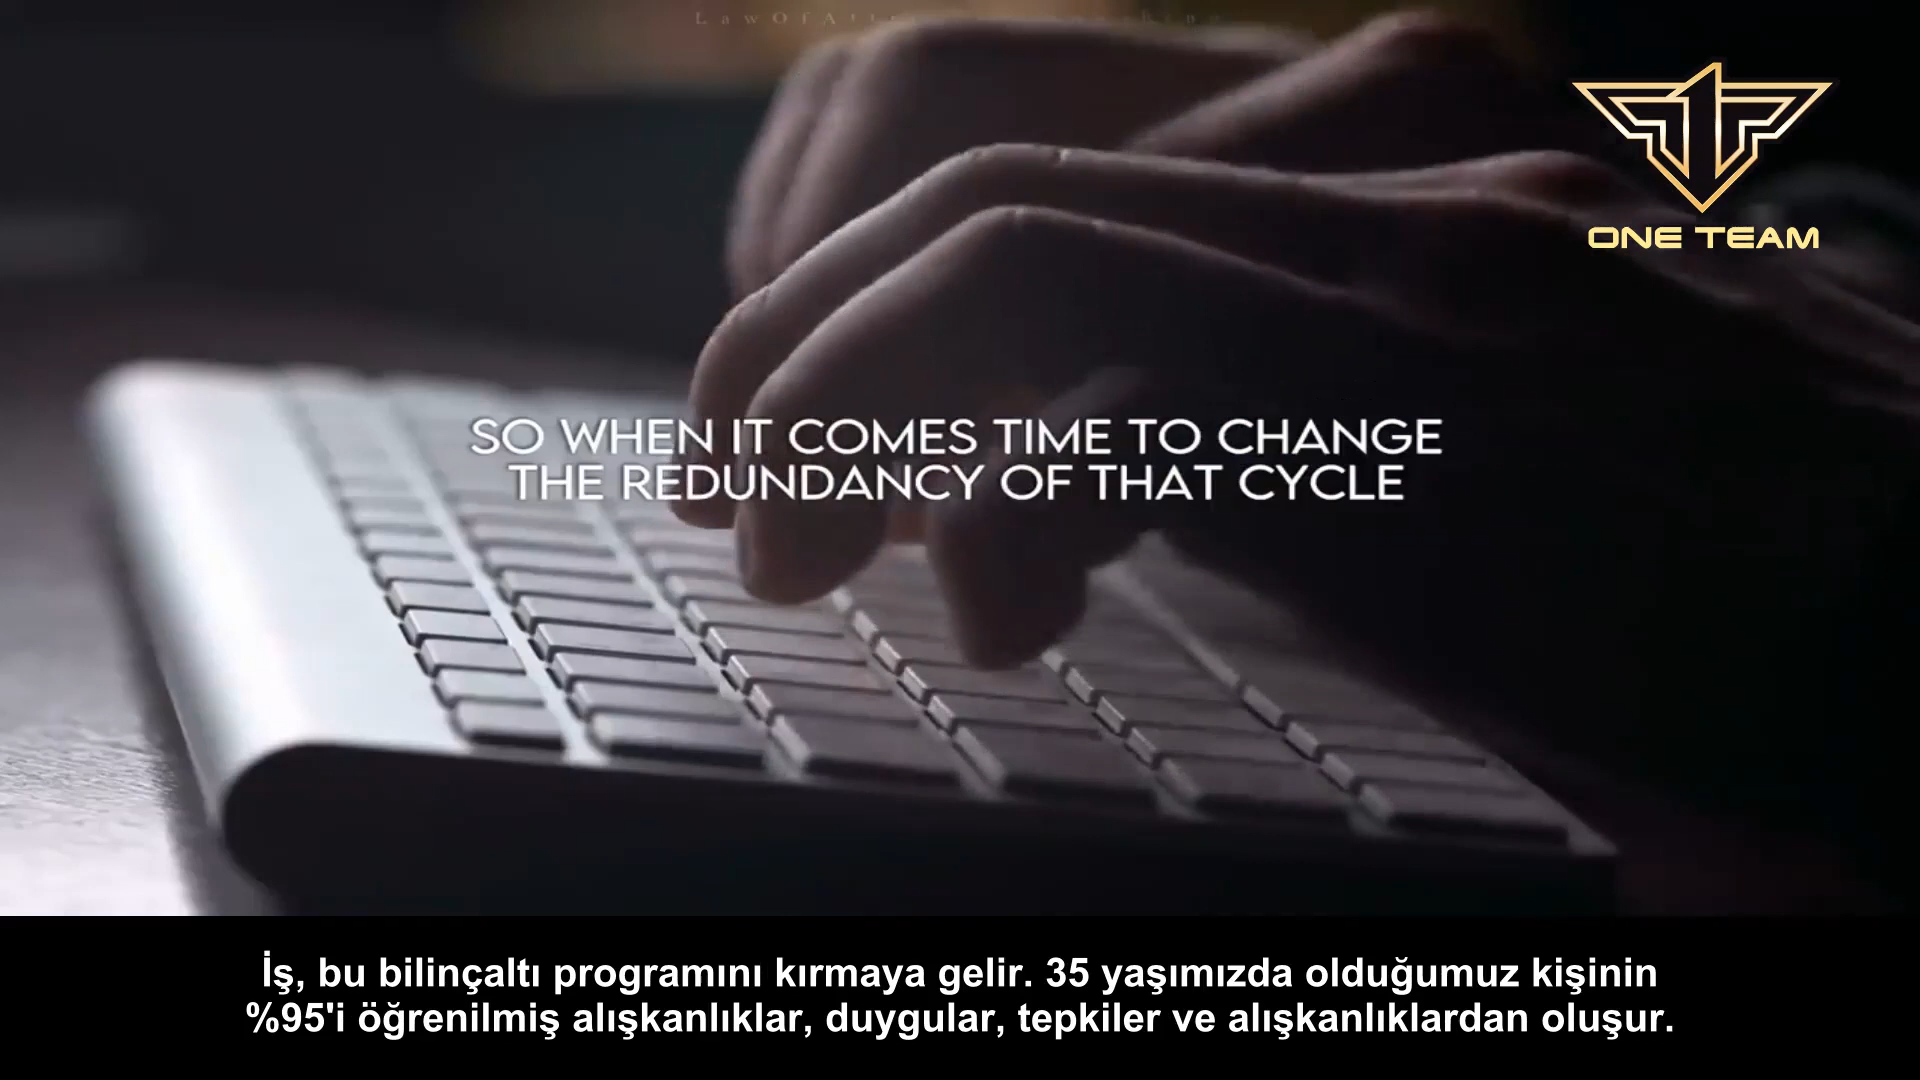 ONE TEAM
SO WHEN IT COMES TIME TO CHANGE
THE REDUNDANCY OF THAT CYCLE
İş, bu bilinçaltı programını kırmaya gelir. 35 yaşımızda olduğumuz kişinin
%95'i öğrenilmiş alışkanlıklar, duygular, tepkiler ve alışkanlıklardan oluşur.